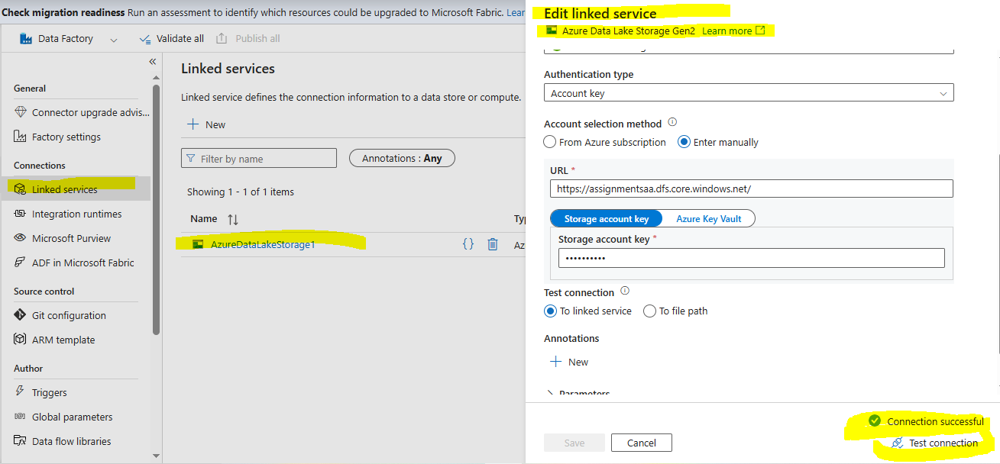 Check migration readiness Run an assessment to identify which resources could be upgraded to Microsoft Fabric. Lear
Data Factory
Validate all
Publish all
«
General
Connector upgrade advis...
Factory settings
Connections
Linked services
Integration runtimes
Microsoft Purview
ADF in Microsoft Fabric
Source control
Git configuration
ARM template
Author
Triggers
Global parameters
Data flow libraries
Linked services
Linked service defines the connection information to a data store or compute.
New
Filter by name
Annotations : Any
Showing 1 - 1 of 1 items
Name
Typ
AzureDataLakeStorage1
{}
Az
Edit linked service
Azure Data Lake Storage Gen2 Learn more
Authentication type
Account key
Account selection method
From Azure subscription
Enter manually
URL *
https://assignmentsaa.dfs.core.windows.net/
Storage account key
Azure Key Vault
Storage account key *
••••••••••
Test connection
To linked service
To file path
Annotations
New
Parameters
Connection successful
Save
Cancel
Test connection